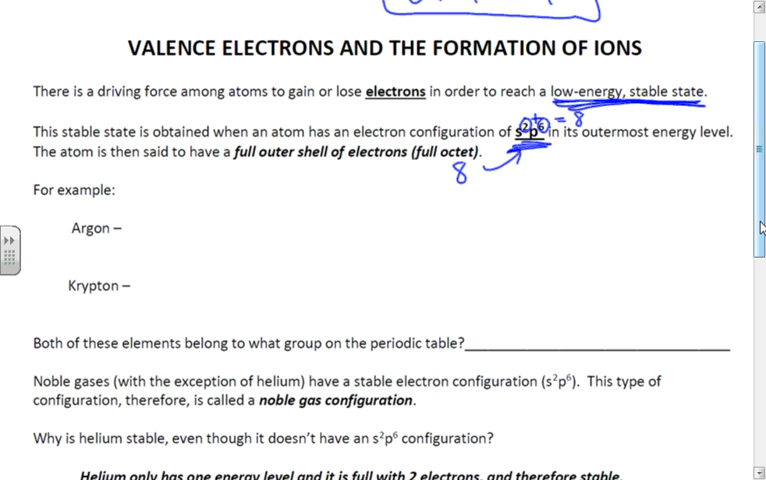 VALENCE ELECTRONS AND THE FORMATION OF IONS
There is a driving force among atoms to gain or lose electrons in order to reach a low-energy, stable state.
+ = 8
This stable state is obtained when an atom has an electron configuration of s²p⁶ in its outermost energy level.
The atom is then said to have a full outer shell of electrons (full octet).
8
For example:
Argon –
Krypton –
Both of these elements belong to what group on the periodic table?
Noble gases (with the exception of helium) have a stable electron configuration (s²p⁶). This type of
configuration, therefore, is called a noble gas configuration.
Why is helium stable, even though it doesn't have an s²p⁶ configuration?
Helium only has one energy level and it is full with 2 electrons, and therefore stable.